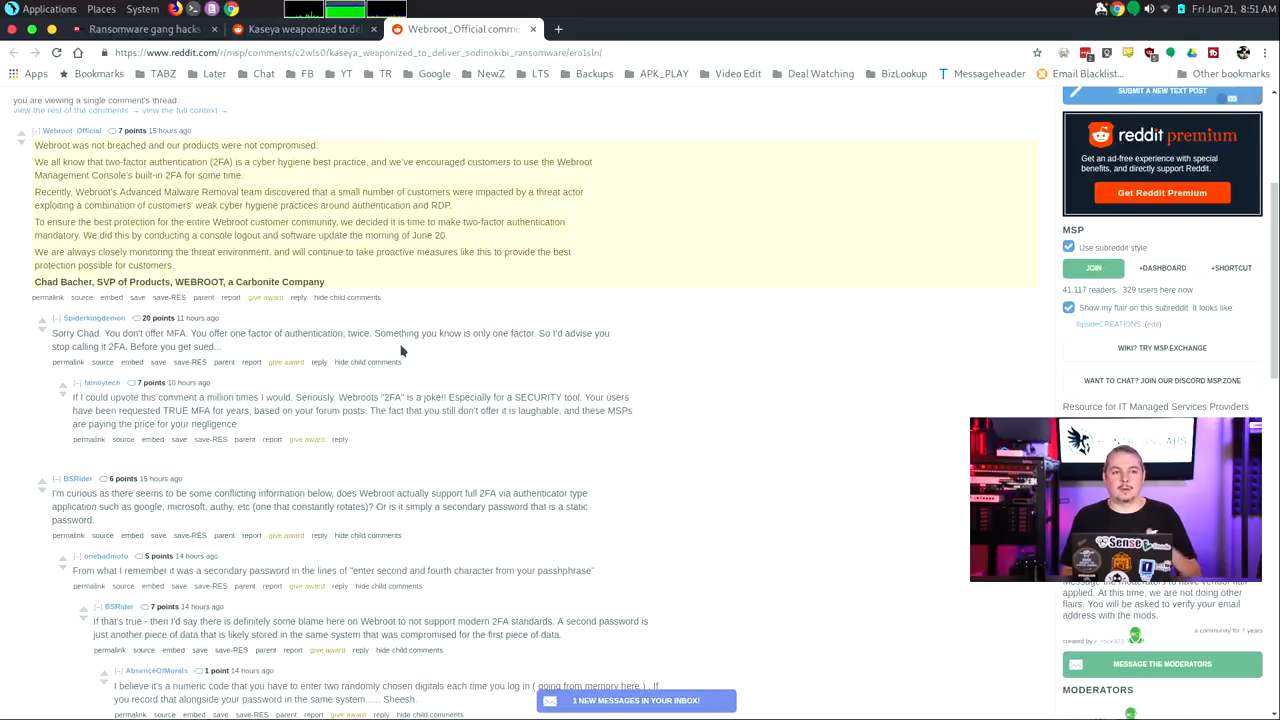 Applications
Places
System
Fri Jun 21, 8:51 AM
Ransomware gang hacks
Kaseya weaponized to del
Webroot_Official comme
https://www.reddit.com/r/msp/comments/c2wls0/kaseya_weaponized_to_deliver_sodinokibi_ransomware/ero1sln/
Apps
Bookmarks
TABZ
Later
Chat
FB
YT
TR
Google
NewZ
LTS
Backups
APK_PLAY
Video Edit
Deal Watching
BizLookup
Messageheader
Email Blacklist...
Other bookmarks
you are viewing a single comment's thread.
view the rest of the comments → view the full context →
[–] Webroot_Official 7 points 15 hours ago
Webroot was not breached and our products were not compromised.
We all know that two-factor authentication (2FA) is a cyber hygiene best practice, and we've encouraged customers to use the Webroot
Management Console's built-in 2FA for some time.
Recently, Webroot's Advanced Malware Removal team discovered that a small number of customers were impacted by a threat actor
exploiting a combination of customers' weak cyber hygiene practices around authentication and RDP.
To ensure the best protection for the entire Webroot customer community, we decided it is time to make two-factor authentication
mandatory. We did this by conducting a console logout and software update the morning of June 20.
We are always closely monitoring the threat environment, and will continue to take proactive measures like this to provide the best
protection possible for customers.
Chad Bacher, SVP of Products, WEBROOT, a Carbonite Company
permalink source embed save save-RES parent report give award reply hide child comments
[–] Spiderkingdemon 20 points 11 hours ago
Sorry Chad. You don't offer MFA. You offer one factor of authentication, twice. Something you know is only one factor. So I'd advise you
stop calling it 2FA. Before you get sued...
permalink source embed save save-RES parent report give award reply hide child comments
[–] familytech 7 points 10 hours ago
If I could upvote this comment a million times I would. Seriously. Webroots "2FA" is a joke!! Especially for a SECURITY tool. Your users
have been requested TRUE MFA for years, based on your forum posts. The fact that you still don't offer it is laughable, and these MSPs
are paying the price for your negligence.
permalink source embed save save-RES parent report give award reply
[–] BSRider 6 points 15 hours ago
I'm curious as there seems to be some conflicting information below, does Webroot actually support full 2FA via authenticator type
application such as google, microsoft, authy, etc (one that constantly rotates)? Or is it simply a secondary password that is a static
password.
permalink source embed save save-RES parent report give award reply hide child comments
[–] onebadmofo 5 points 14 hours ago
From what I remember it was a secondary password in the lines of "enter second and fourth character from your passhphrase"
permalink source embed save save-RES parent report give award reply hide child comments
[–] BSRider 7 points 14 hours ago
If that's true - then I'd say there is definitely some blame here on Webroot to not support modern 2FA standards. A second password is
just another piece of data that is likely stored in the same system that was compromised for the first piece of data.
permalink source embed save save-RES parent report give award reply hide child comments
[–] AbsenceOfMorals 1 point 14 hours ago
I believe it's a numeric code that you have to enter two randomly chosen digitals each time you log in ( going from memory here ) . If
you record that alongside your password in the same system...... Sheesh.
permalink source embed save save-RES parent report give award reply hide child comments
1 NEW MESSAGES IN YOUR INBOX!
SUBMIT A NEW TEXT POST
reddit premium
Get an ad-free experience with special
benefits, and directly support Reddit.
Get Reddit Premium
MSP
Use subreddit style
JOIN
+DASHBOARD
+SHORTCUT
41,117 readers 329 users here now
Show my flair on this subreddit. It looks like:
(edit)
WIKI? TRY MSP.EXCHANGE
WANT TO CHAT? JOIN OUR DISCORD MSP.ZONE
Resource for IT Managed Services Providers
Sense
Message the moderators to have vendor flair
applied. At this time, we are not doing other
flairs. You will be asked to verify your email
address with the mods.
created by
a community for 7 years
MESSAGE THE MODERATORS
MODERATORS